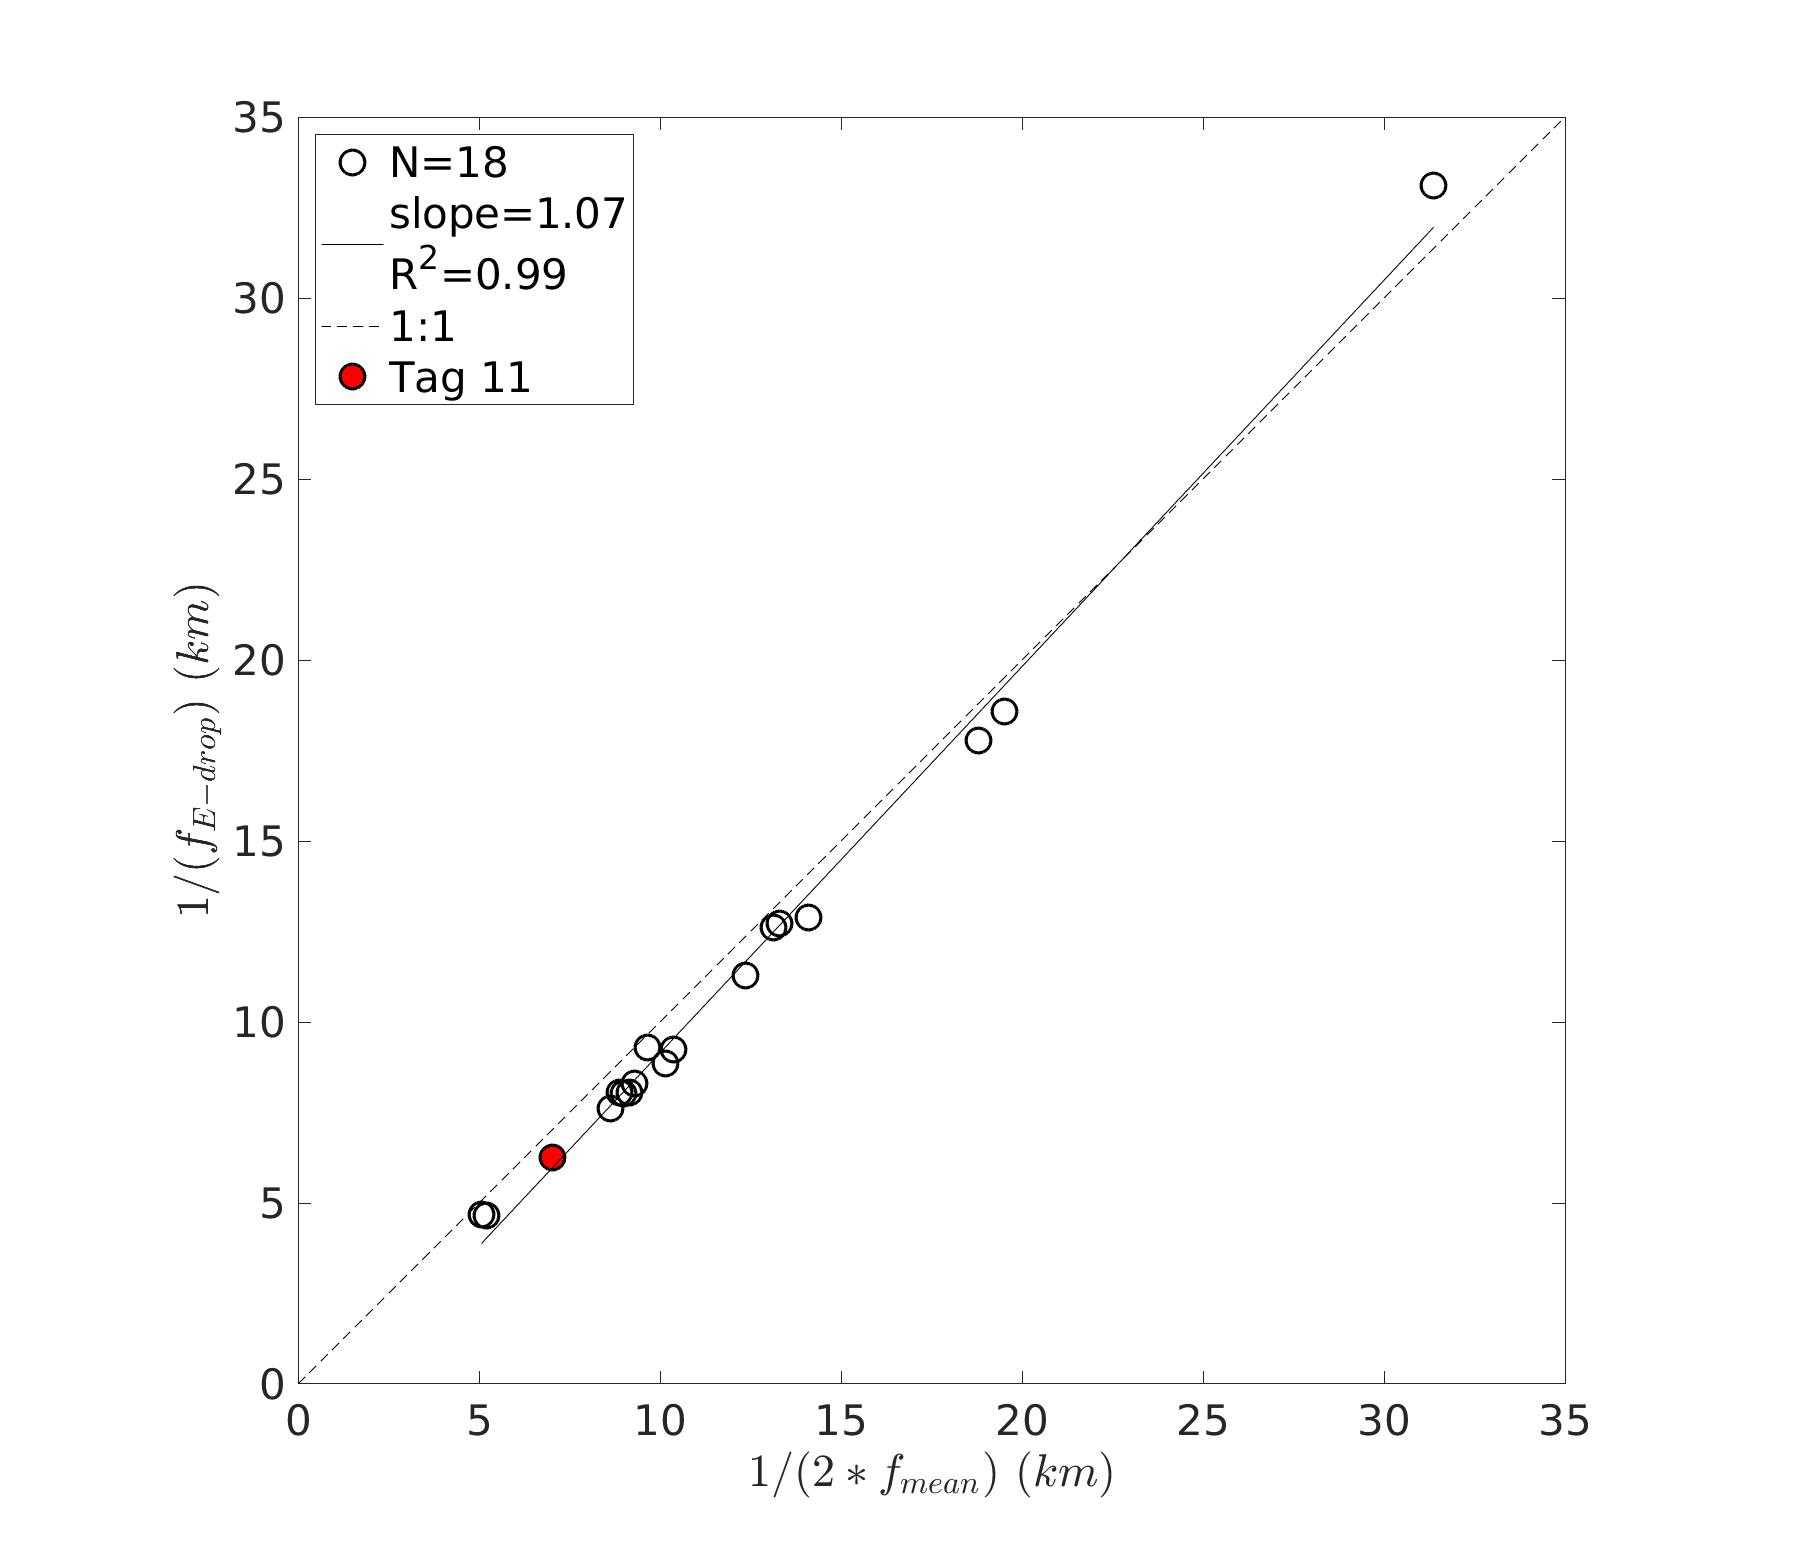 N=18
slope=1.07
R²=0.99
1:1
Tag 11
35
30
25
20
15
10
5
0
1/(f_{E-drop}) (km)
0 5 10 15 20 25 30 35
1/(2 * f_{mean}) (km)